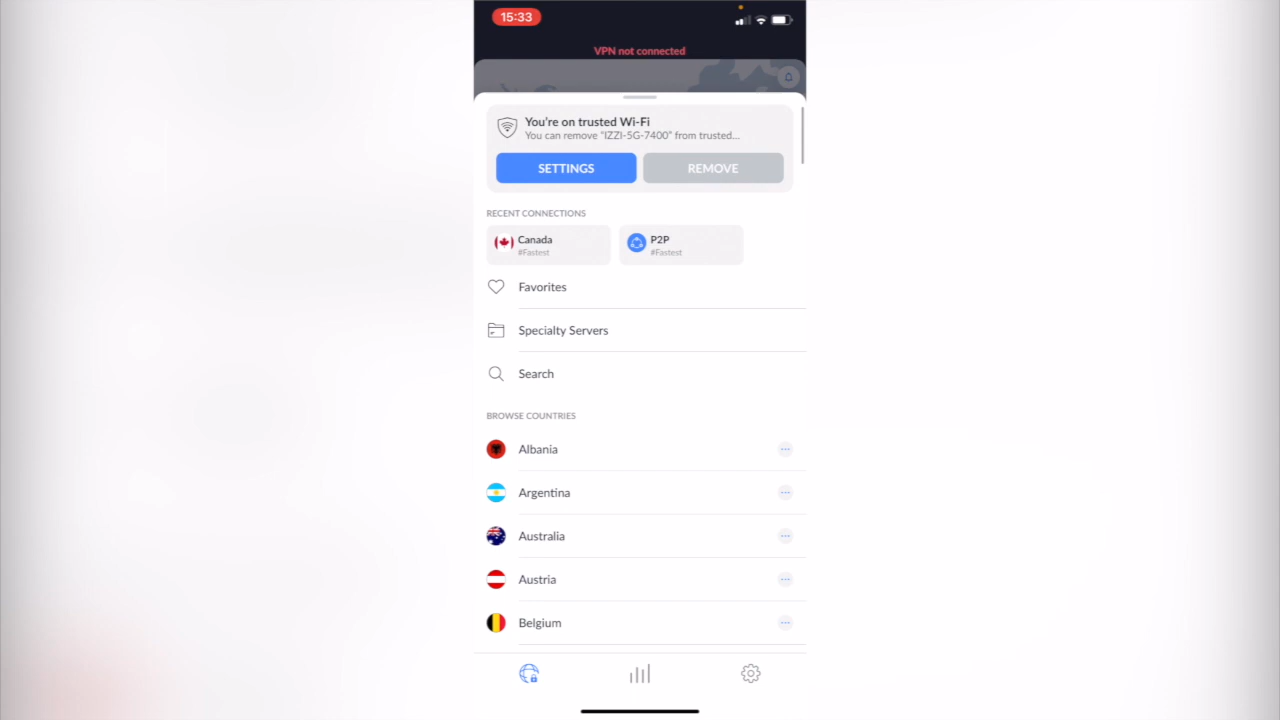 15:33
VPN not connected
You're on trusted Wi-Fi
You can remove "IZZI-5G-7400" from trusted...
SETTINGS
REMOVE
RECENT CONNECTIONS
Canada
#Fastest
P2P
#Fastest
Favorites
Specialty Servers
Search
BROWSE COUNTRIES
Albania
Argentina
Australia
Austria
Belgium